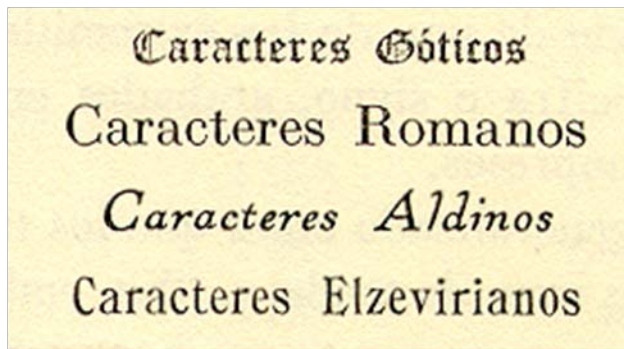 Caracteres Góticos
Caracteres Romanos
Caracteres Aldinos
Caracteres Elzevirianos